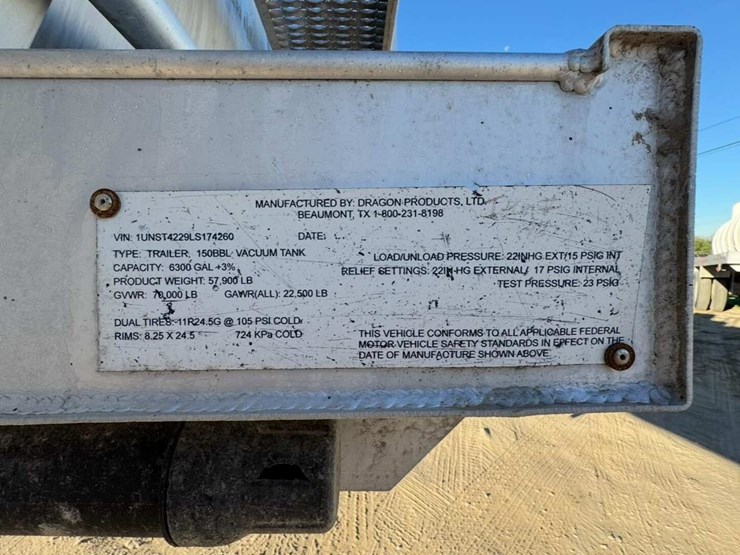 MANUFACTURED BY: DRAGON PRODUCTS, LTD.
BEAUMONT, TX 1-800-231-8198
VIN: 1UNST4229LS174260 DATE:
TYPE: TRAILER, 150BBL VACUUM TANK
CAPACITY: 6300 GAL +3%
PRODUCT WEIGHT: 57,900 LB
GVWR: 78,000 LB GAWR(ALL): 22,500 LB
LOAD/UNLOAD PRESSURE: 22INHG EXT/15 PSIG INT
RELIEF SETTINGS: 22INHG EXTERNAL/ 17 PSIG INTERNAL
TEST PRESSURE: 23 PSIG
DUAL TIRES: 11R24.5G @ 105 PSI COLD
RIMS: 8.25 X 24.5 724 KPa COLD
THIS VEHICLE CONFORMS TO ALL APPLICABLE FEDERAL
MOTOR VEHICLE SAFETY STANDARDS IN EFFECT ON THE
DATE OF MANUFACTURE SHOWN ABOVE